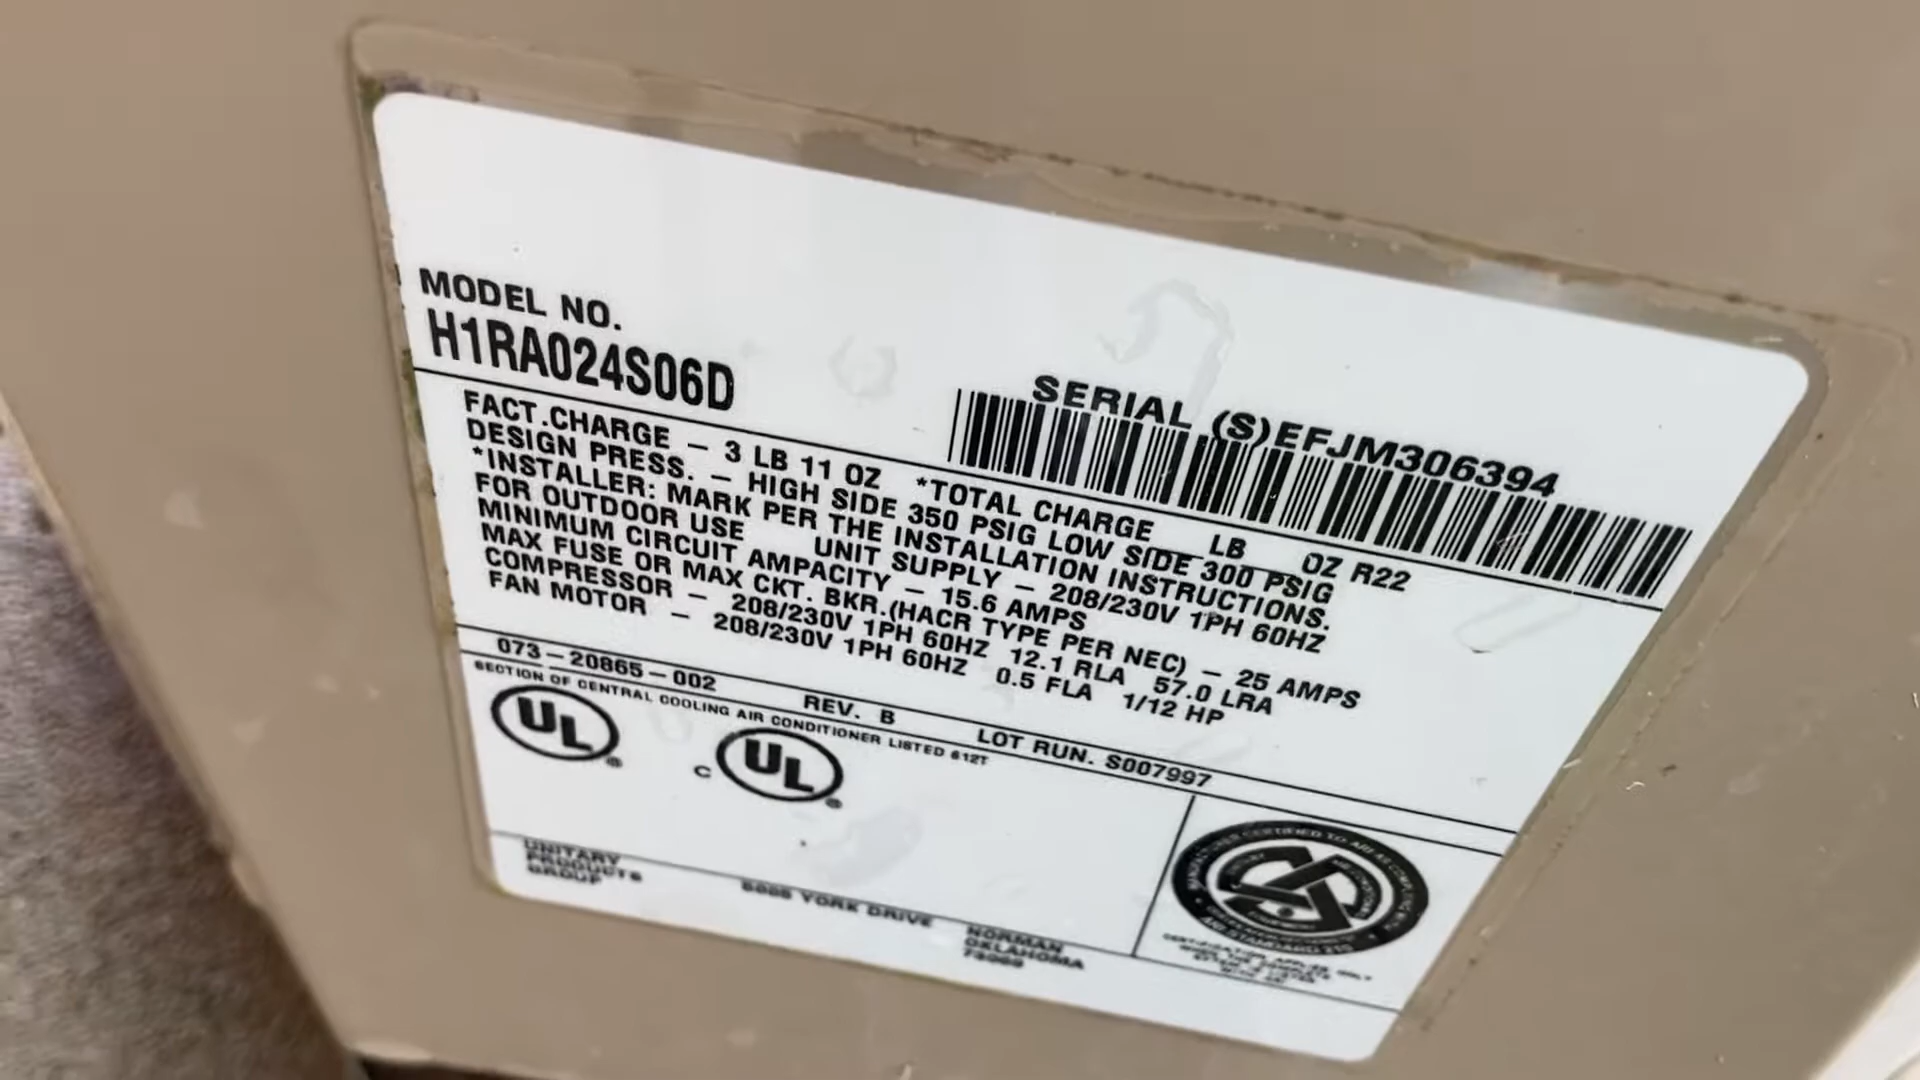 MODEL NO.
H1RA024S06D
SERIAL (S)EFJM306394
FACT.CHARGE – 3 LB 11 OZ *TOTAL CHARGE LB OZ R22
DESIGN PRESS. – HIGH SIDE 350 PSIG LOW SIDE 300 PSIG
*INSTALLER: MARK PER THE INSTALLATION INSTRUCTIONS.
FOR OUTDOOR USE UNIT SUPPLY – 208/230V 1PH 60HZ
MINIMUM CIRCUIT AMPACITY – 15.6 AMPS
MAX FUSE OR MAX CKT. BKR.(HACR TYPE PER NEC) – 25 AMPS
COMPRESSOR – 208/230V 1PH 60HZ 12.1 RLA 57.0 LRA
FAN MOTOR – 208/230V 1PH 60HZ 0.5 FLA 1/12 HP
073–20865–002 REV. B LOT RUN. S007997
SECTION OF CENTRAL COOLING AIR CONDITIONER LISTED 612T
UL ®
C UL ®
UNITARY
PRODUCTS
GROUP
YORK DRIVE
NORMAN
OKLAHOMA